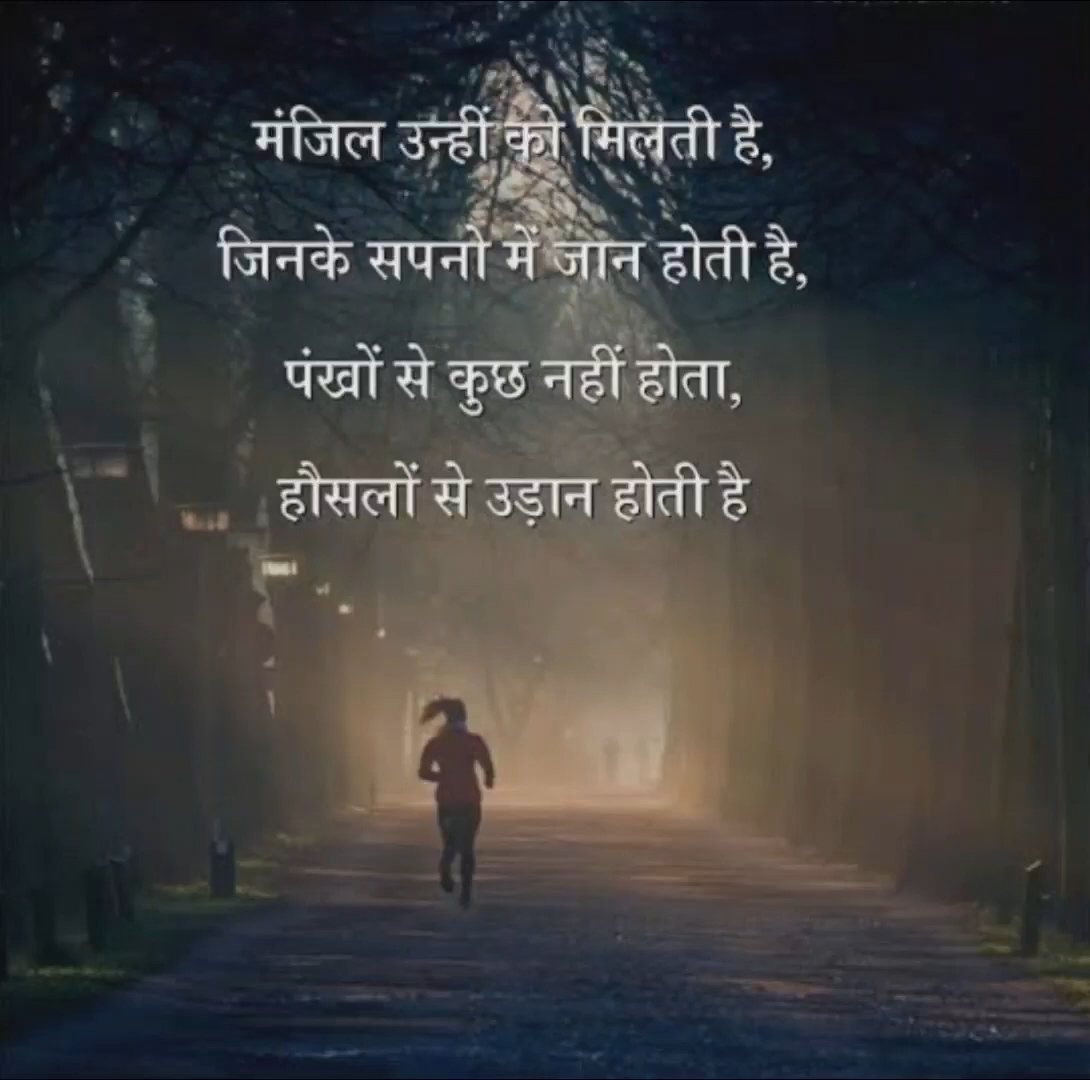 मंजिल उन्हीं को मिलती है,
जिनके सपनो में जान होती है,
पंखों से कुछ नहीं होता,
हौसलों से उड़ान होती है